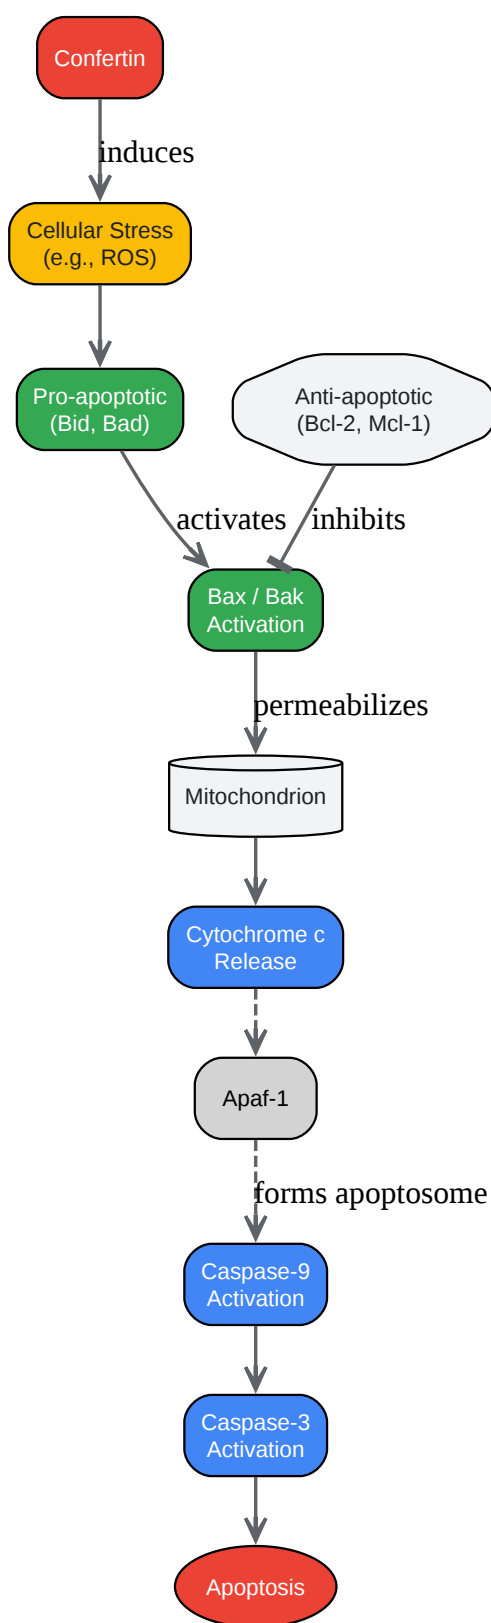 Confertin
induces
Cellular Stress
(e.g., ROS)
Pro-apoptotic
(Bid, Bad)
Anti-apoptotic
(Bcl-2, Mcl-1)
activates
inhibits
Bax / Bak
Activation
permeabilizes
Mitochondrion
Cytochrome c
Release
Apaf-1
forms apoptosome
Caspase-9
Activation
Caspase-3
Activation
Apoptosis